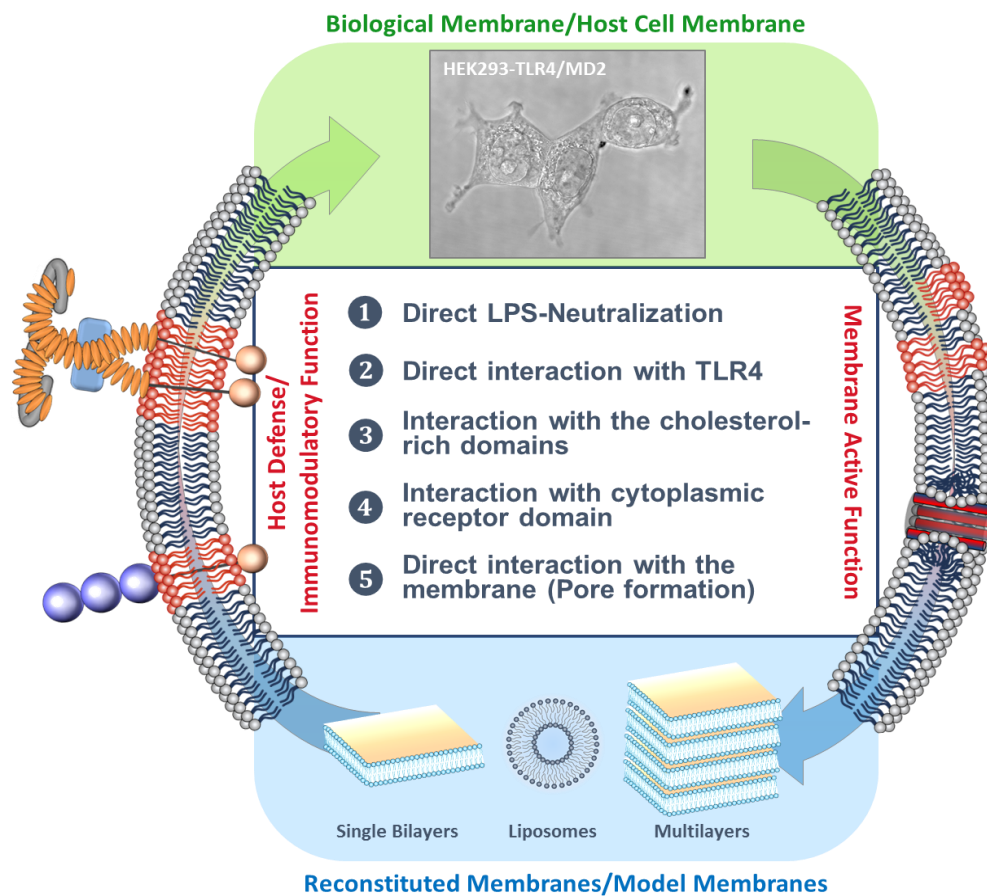 Biological Membrane/Host Cell Membrane
HEK293-TLR4/MD2
Host Defense/
Immunomodulatory Function
1 Direct LPS-Neutralization
2 Direct interaction with TLR4
3 Interaction with the cholesterol-
rich domains
4 Interaction with cytoplasmic
receptor domain
5 Direct interaction with the
membrane (Pore formation)
Membrane Active Function
Single Bilayers
Liposomes
Multilayers
Reconstituted Membranes/Model Membranes